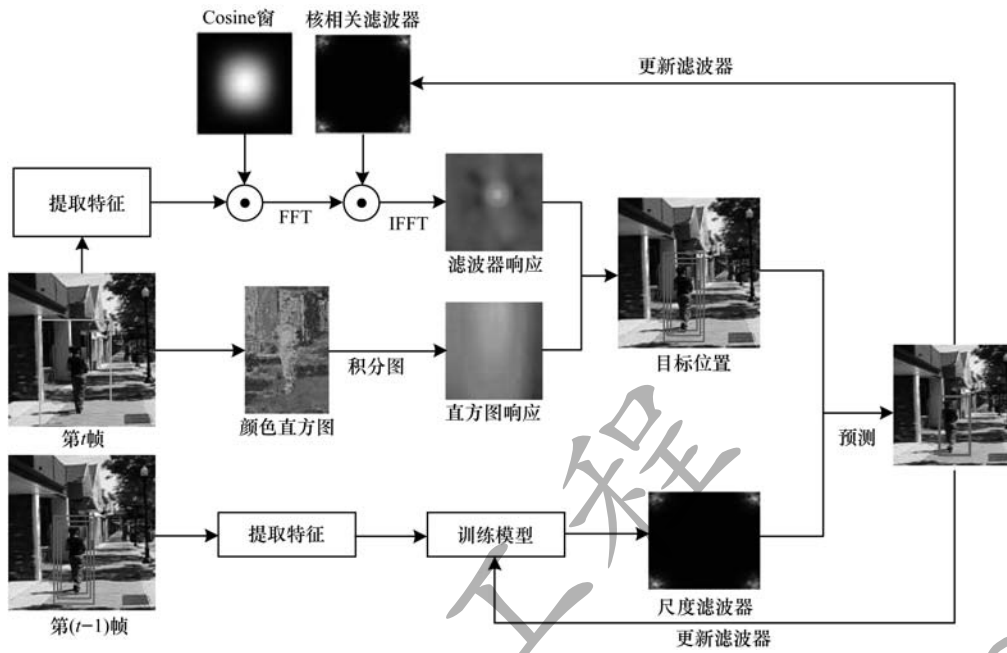 Cosine窗
核相关滤波器
更新滤波器
提取特征
FFT
IFFT
滤波器响应
第t帧
颜色直方图
积分图
直方图响应
目标位置
预测
第(t−1)帧
提取特征
训练模型
尺度滤波器
更新滤波器
工程